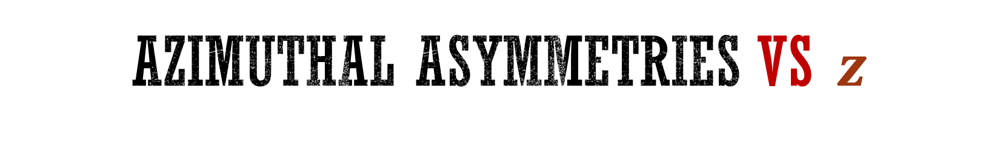 AZIMUTHAL ASYMMETRIES VS z